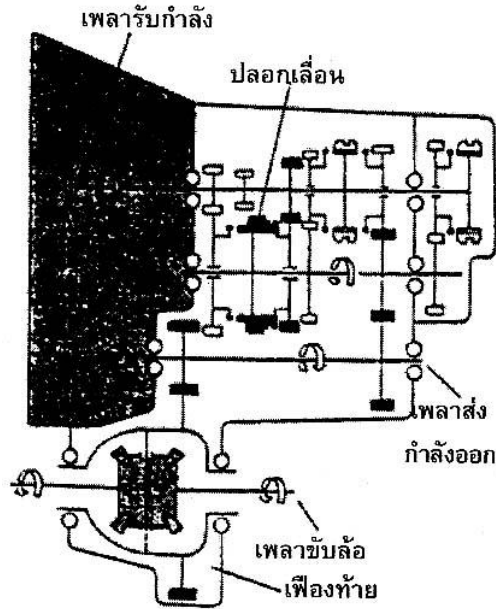 เพลารับกำลัง
ปลอกเลื่อน
เพลาส่ง
กำลังออก
เพลาขับล้อ
เฟืองท้าย